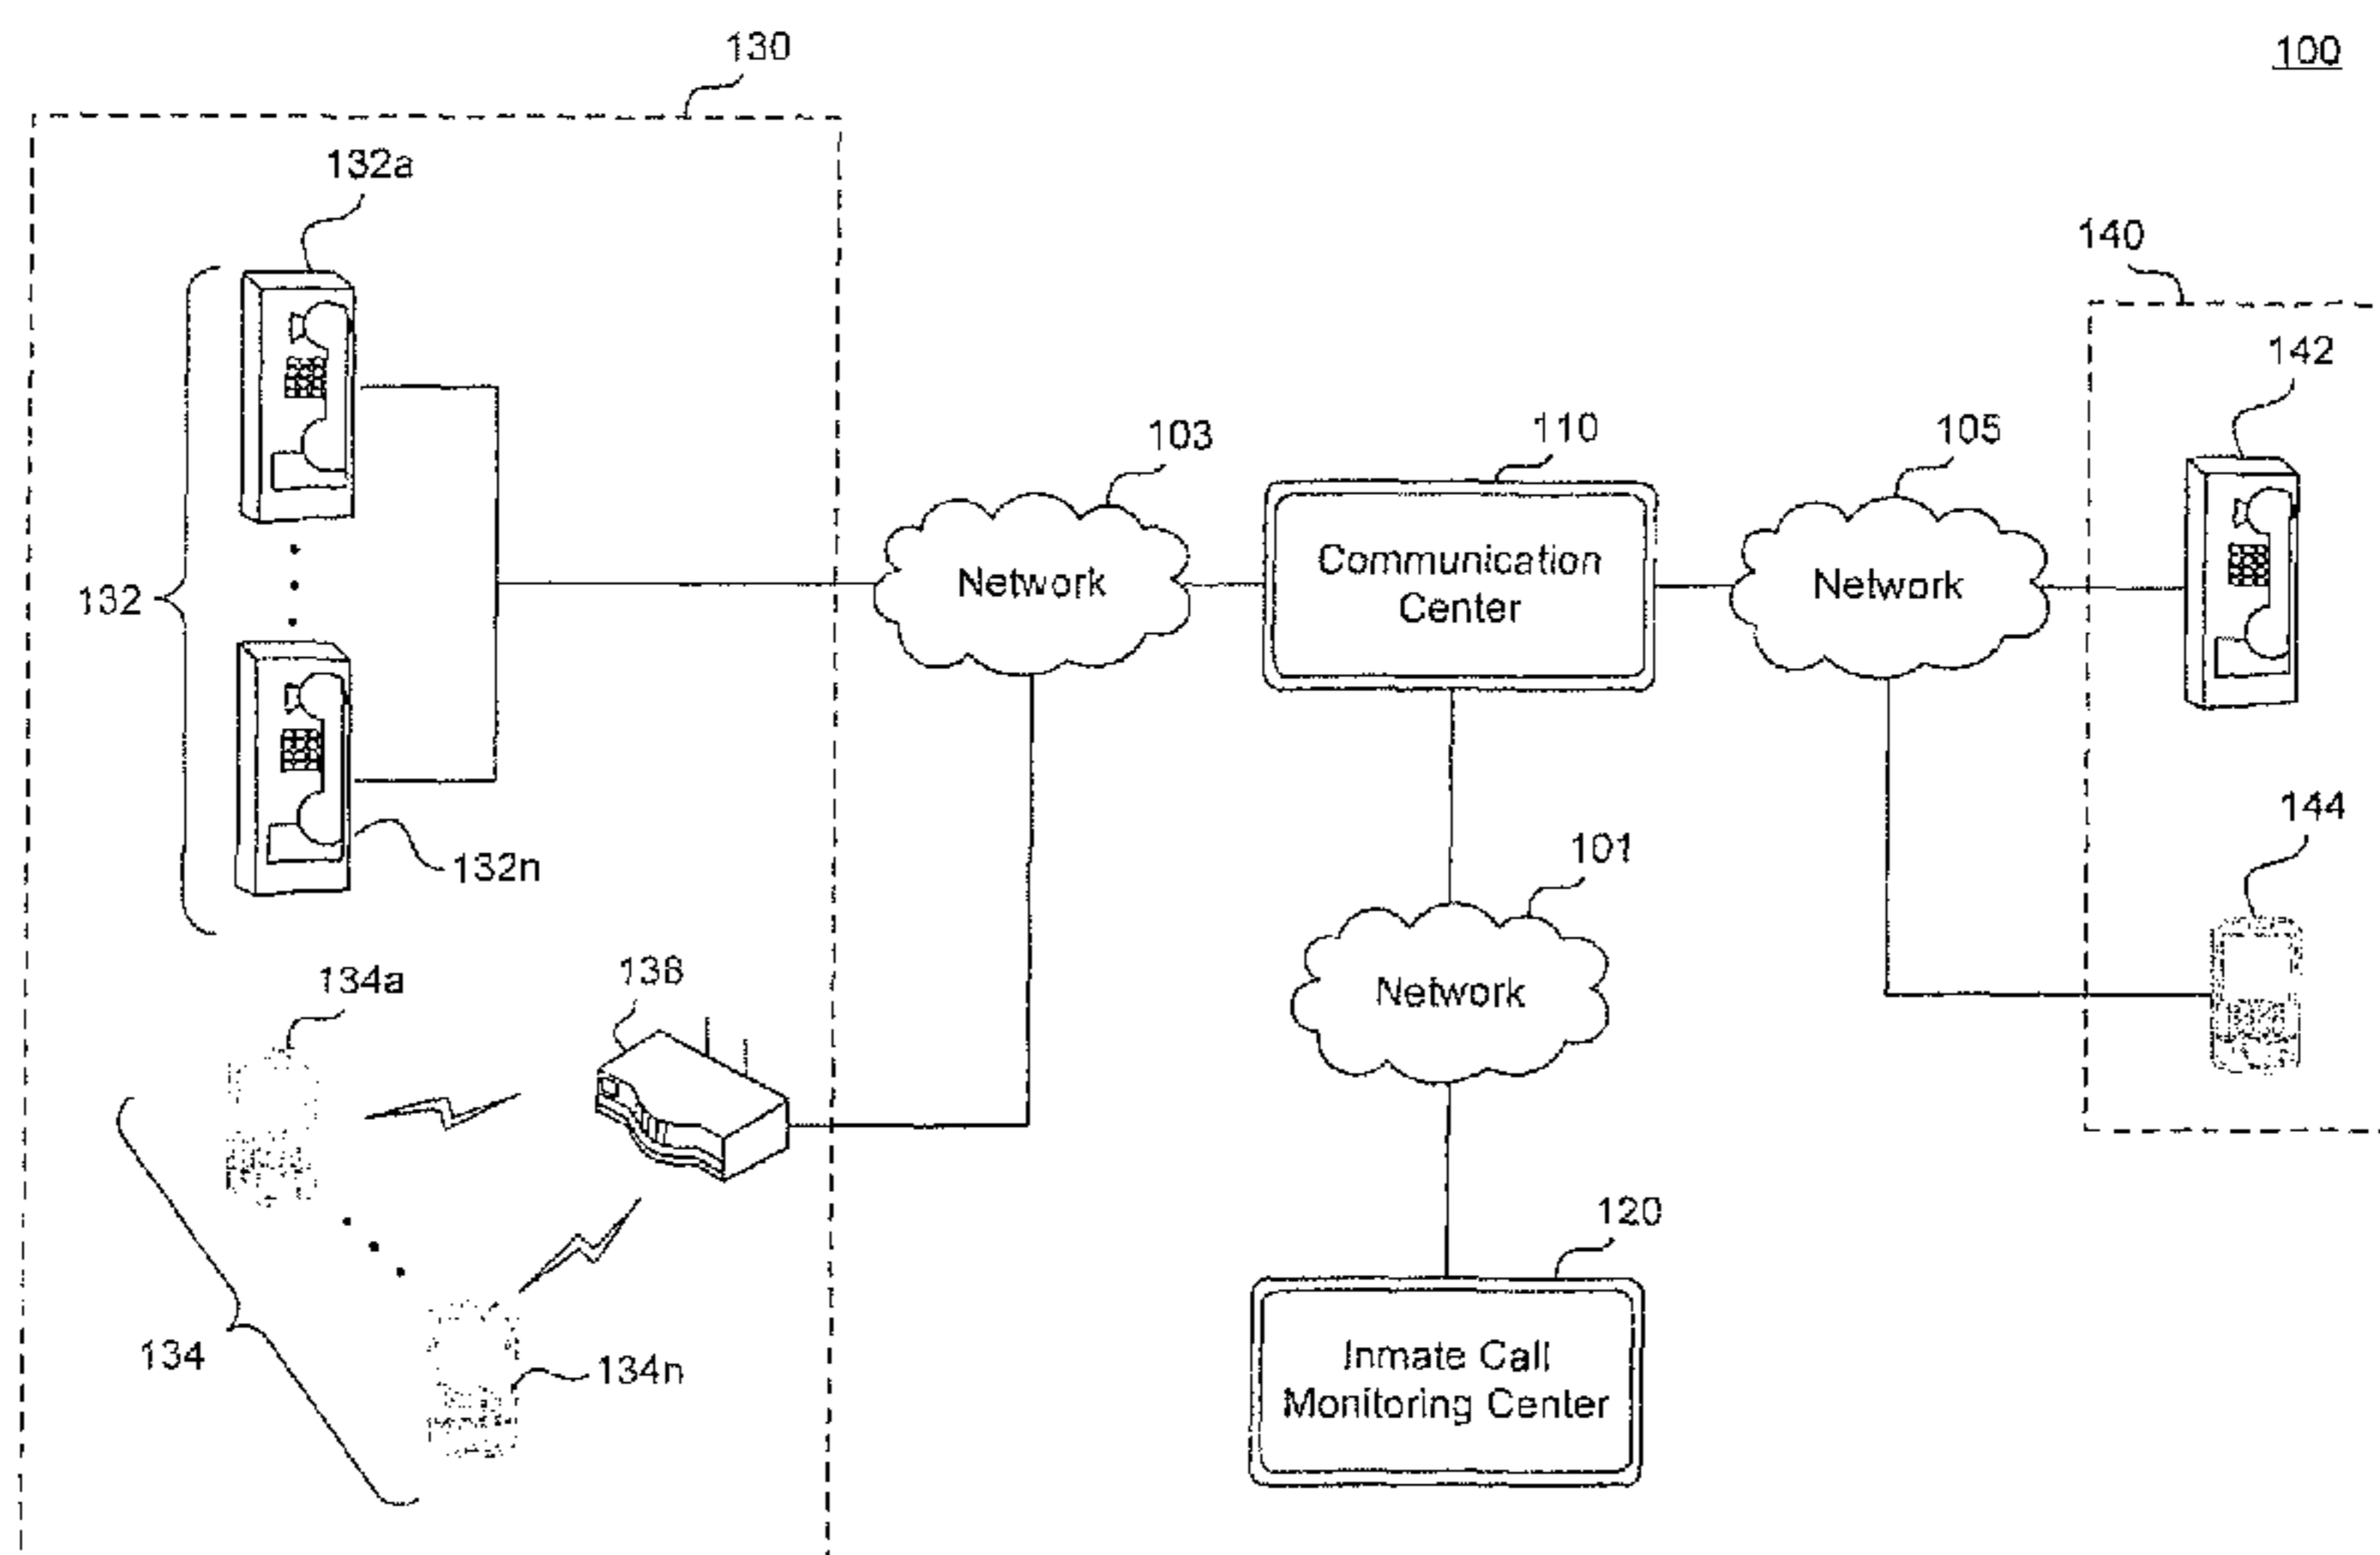 130
100
132a
140
142
103
110
105
Network
Communication
Center
Network
132
144
101
132n
134a
138
Network
120
134
134n
Inmate Call
Monitoring Center